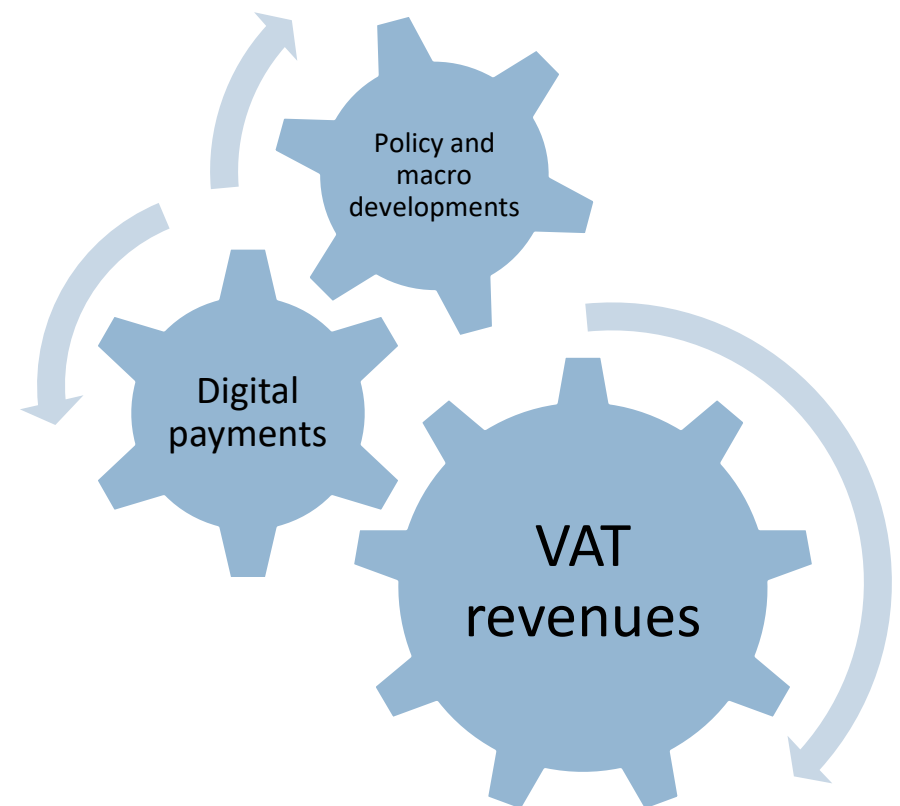 Policy and
macro
developments
Digital
payments
VAT
revenues